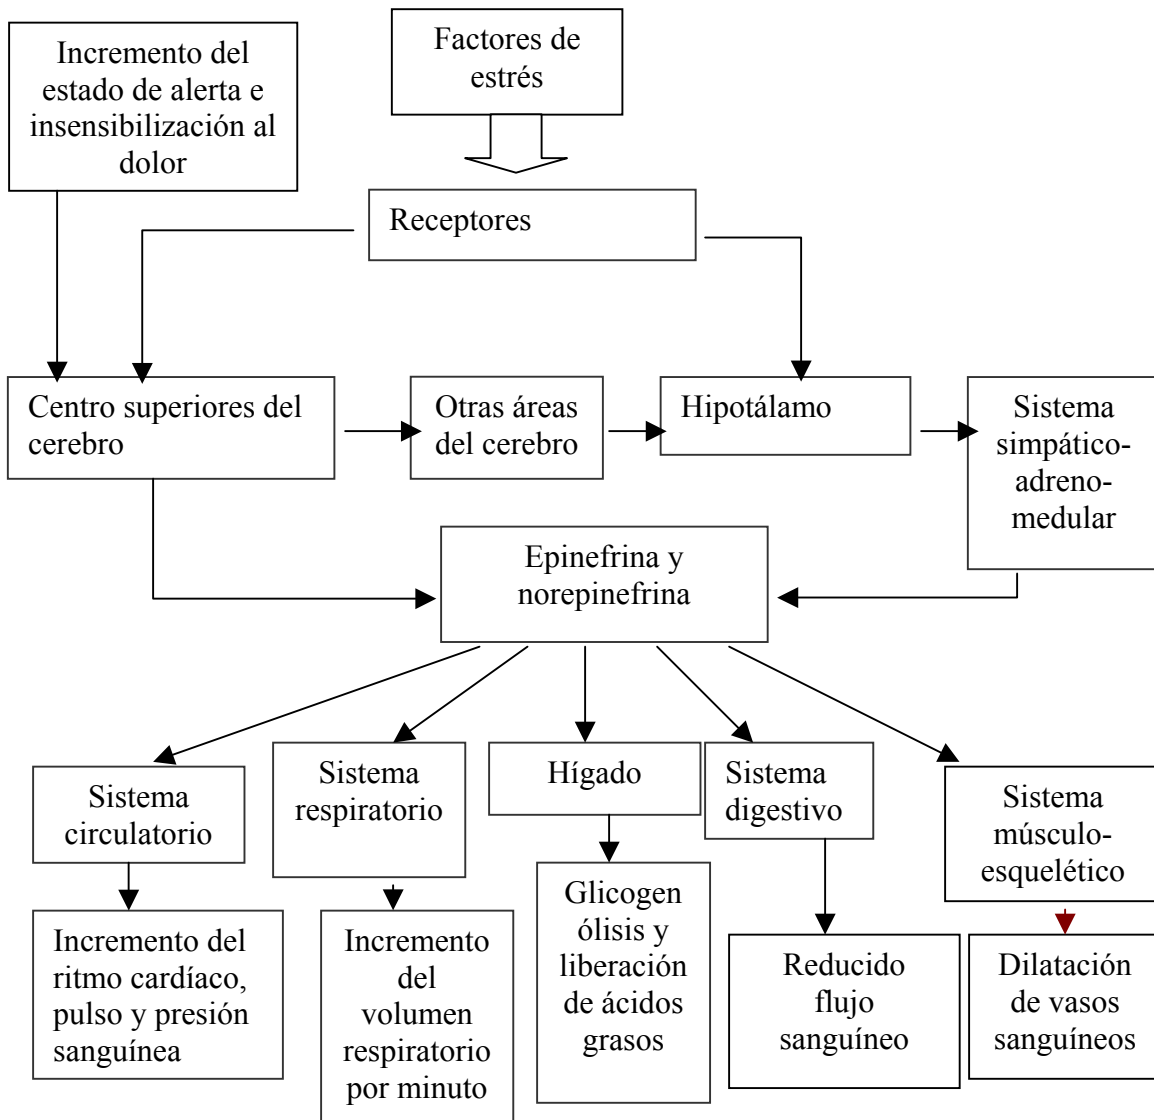 Incremento del
estado de alerta e
insensibilización al
dolor
Factores de
estrés
Receptores
Centro superiores del
cerebro
Otras áreas
del cerebro
Hipotálamo
Sistema
simpático-
adreno-
medular
Epinefrina y
norepinefrina
Sistema
circulatorio
Sistema
respiratorio
Hígado
Sistema
digestivo
Sistema
músculo-
esquelético
Incremento del
ritmo cardíaco,
pulso y presión
sanguínea
Incremento
del
volumen
respiratorio
por minuto
Glicogen
ólisis y
liberación
de ácidos
grasos
Reducido
flujo
sanguíneo
Dilatación
de vasos
sanguíneos